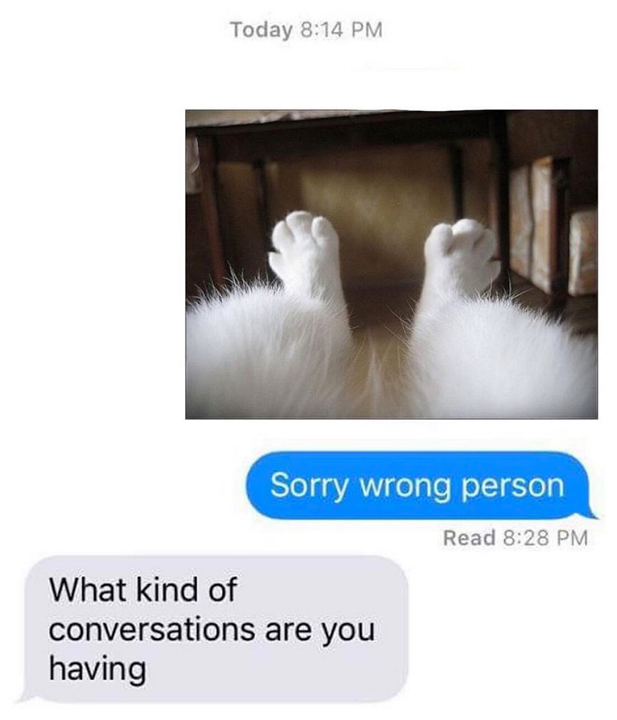 Today 8:14 PM
Sorry wrong person
Read 8:28 PM
What kind of
conversations are you
having